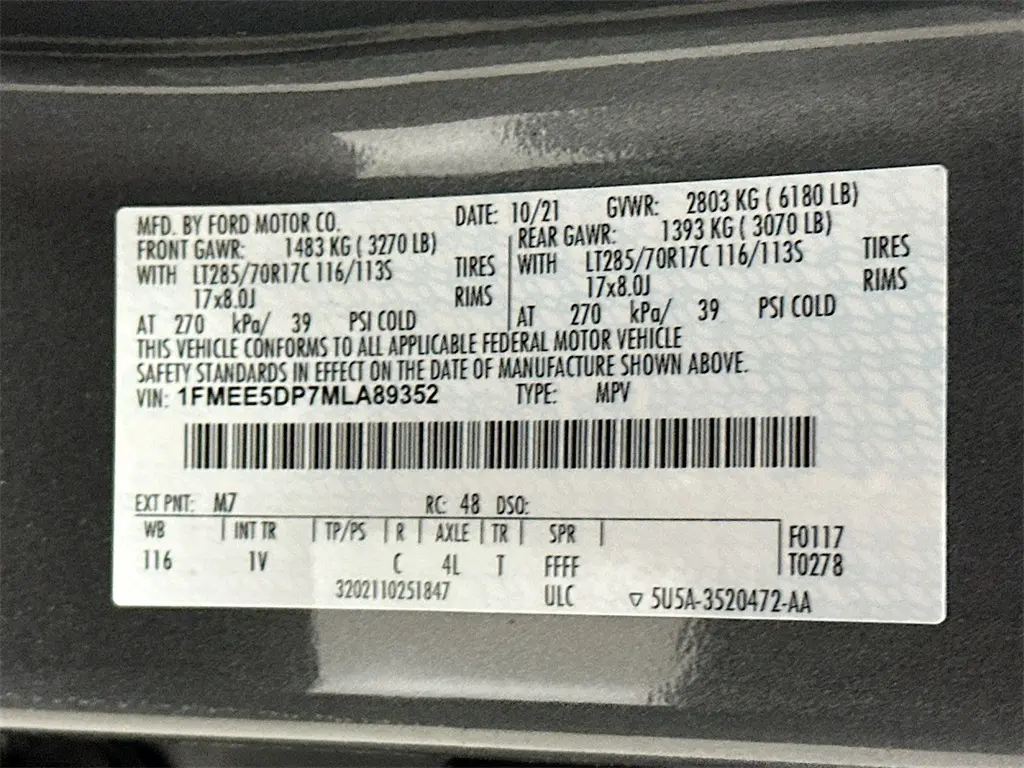 MFD. BY FORD MOTOR CO. DATE: 10/21 GVWR: 2803 KG ( 6180 LB)
FRONT GAWR: 1483 KG ( 3270 LB) REAR GAWR: 1393 KG ( 3070 LB)
WITH LT285/70R17C 116/113S TIRES WITH LT285/70R17C 116/113S TIRES
17x8.0J RIMS 17x8.0J RIMS
AT 270 kPa/ 39 PSI COLD AT 270 kPa/ 39 PSI COLD
THIS VEHICLE CONFORMS TO ALL APPLICABLE FEDERAL MOTOR VEHICLE
SAFETY STANDARDS IN EFFECT ON THE DATE OF MANUFACTURE SHOWN ABOVE.
VIN: 1FMEE5DP7MLA89352 TYPE: MPV
EXT PNT: M7 RC: 48 DSO:
WB INT TR TP/PS R AXLE TR SPR F0117
116 1V C 4L T FFFF T0278
3202110251847 ULC ▽ 5U5A-3520472-AA